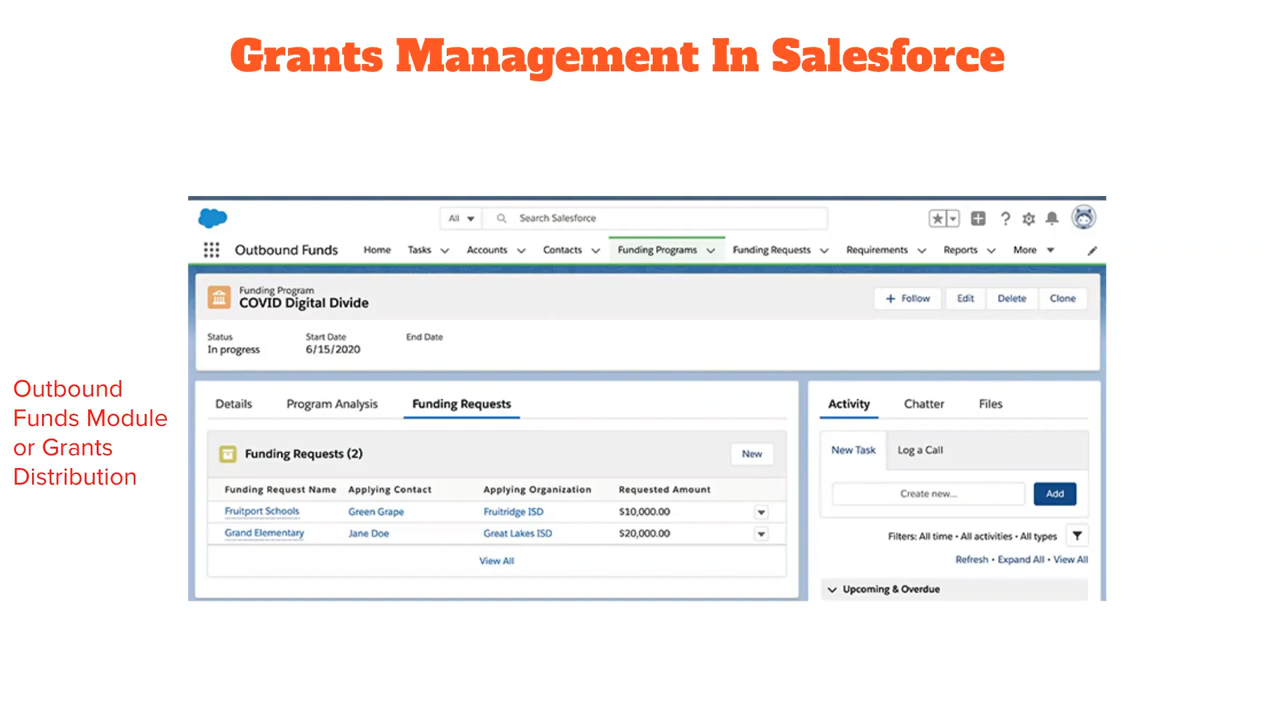 Grants Management In Salesforce
All
Search Salesforce
Outbound Funds
Home
Tasks
Accounts
Contacts
Funding Programs
Funding Requests
Requirements
Reports
More
Funding Program
COVID Digital Divide
+ Follow
Edit
Delete
Clone
Status
Start Date
End Date
In progress
6/15/2020
Outbound
Funds Module
or Grants
Distribution
Details
Program Analysis
Funding Requests
Funding Requests (2)
New
Funding Request Name
Applying Contact
Applying Organization
Requested Amount
Fruitport Schools
Green Grape
Fruitridge ISD
$10,000.00
Grand Elementary
Jane Doe
Great Lakes ISD
$20,000.00
View All
Activity
Chatter
Files
New Task
Log a Call
Create new...
Add
Filters: All time • All activities • All types
Refresh • Expand All • View All
Upcoming & Overdue